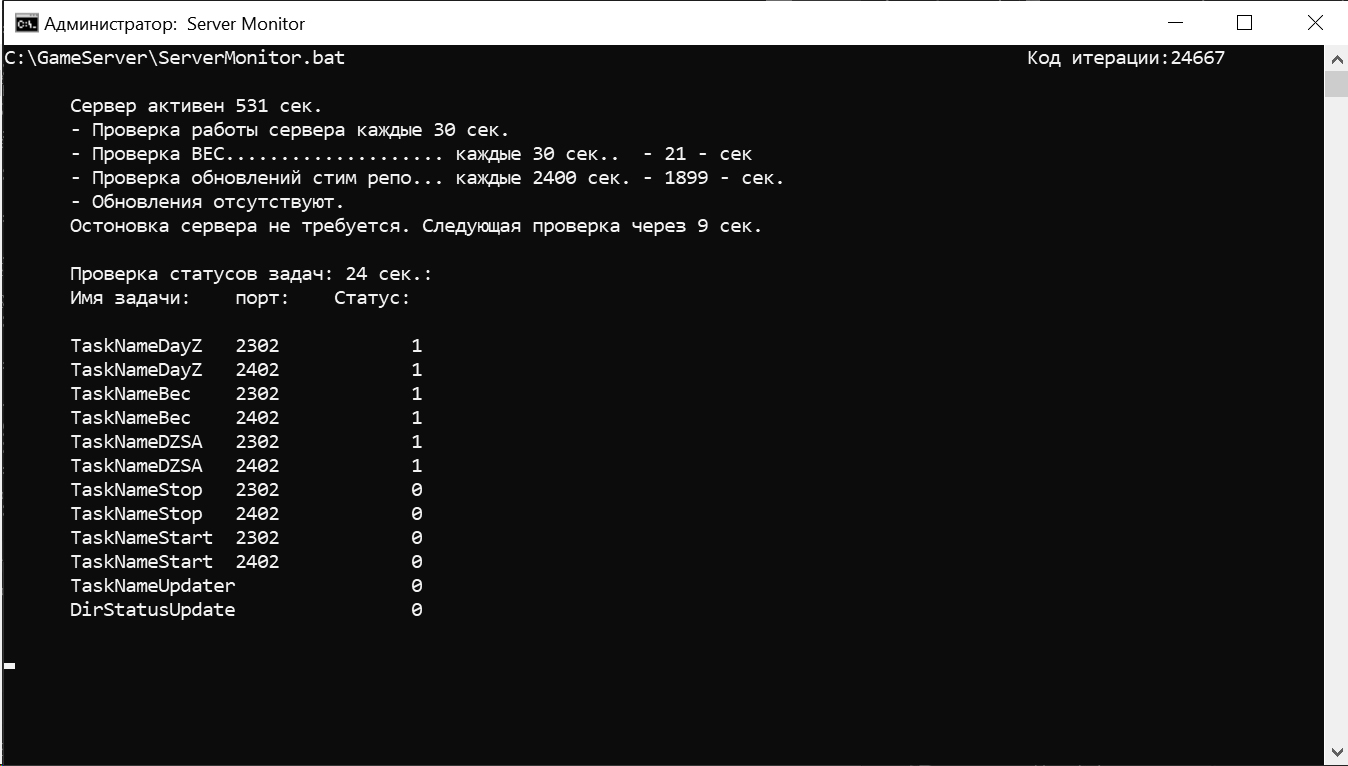 Администратор:  Server Monitor
C:\GameServer\ServerMonitor.bat Код итерации:24667
Сервер активен 531 сек.
- Проверка работы сервера каждые 30 сек.
- Проверка BEC.................... каждые 30 сек..  - 21 - сек
- Проверка обновлений стим репо... каждые 2400 сек. - 1899 - сек.
- Обновления отсутствуют.
Остоновка сервера не требуется. Следующая проверка через 9 сек.
Проверка статусов задач: 24 сек.:
Имя задачи: порт: Статус:
TaskNameDayZ 2302 1
TaskNameDayZ 2402 1
TaskNameBec 2302 1
TaskNameBec 2402 1
TaskNameDZSA 2302 1
TaskNameDZSA 2402 1
TaskNameStop 2302 0
TaskNameStop 2402 0
TaskNameStart 2302 0
TaskNameStart 2402 0
TaskNameUpdater 0
DirStatusUpdate 0